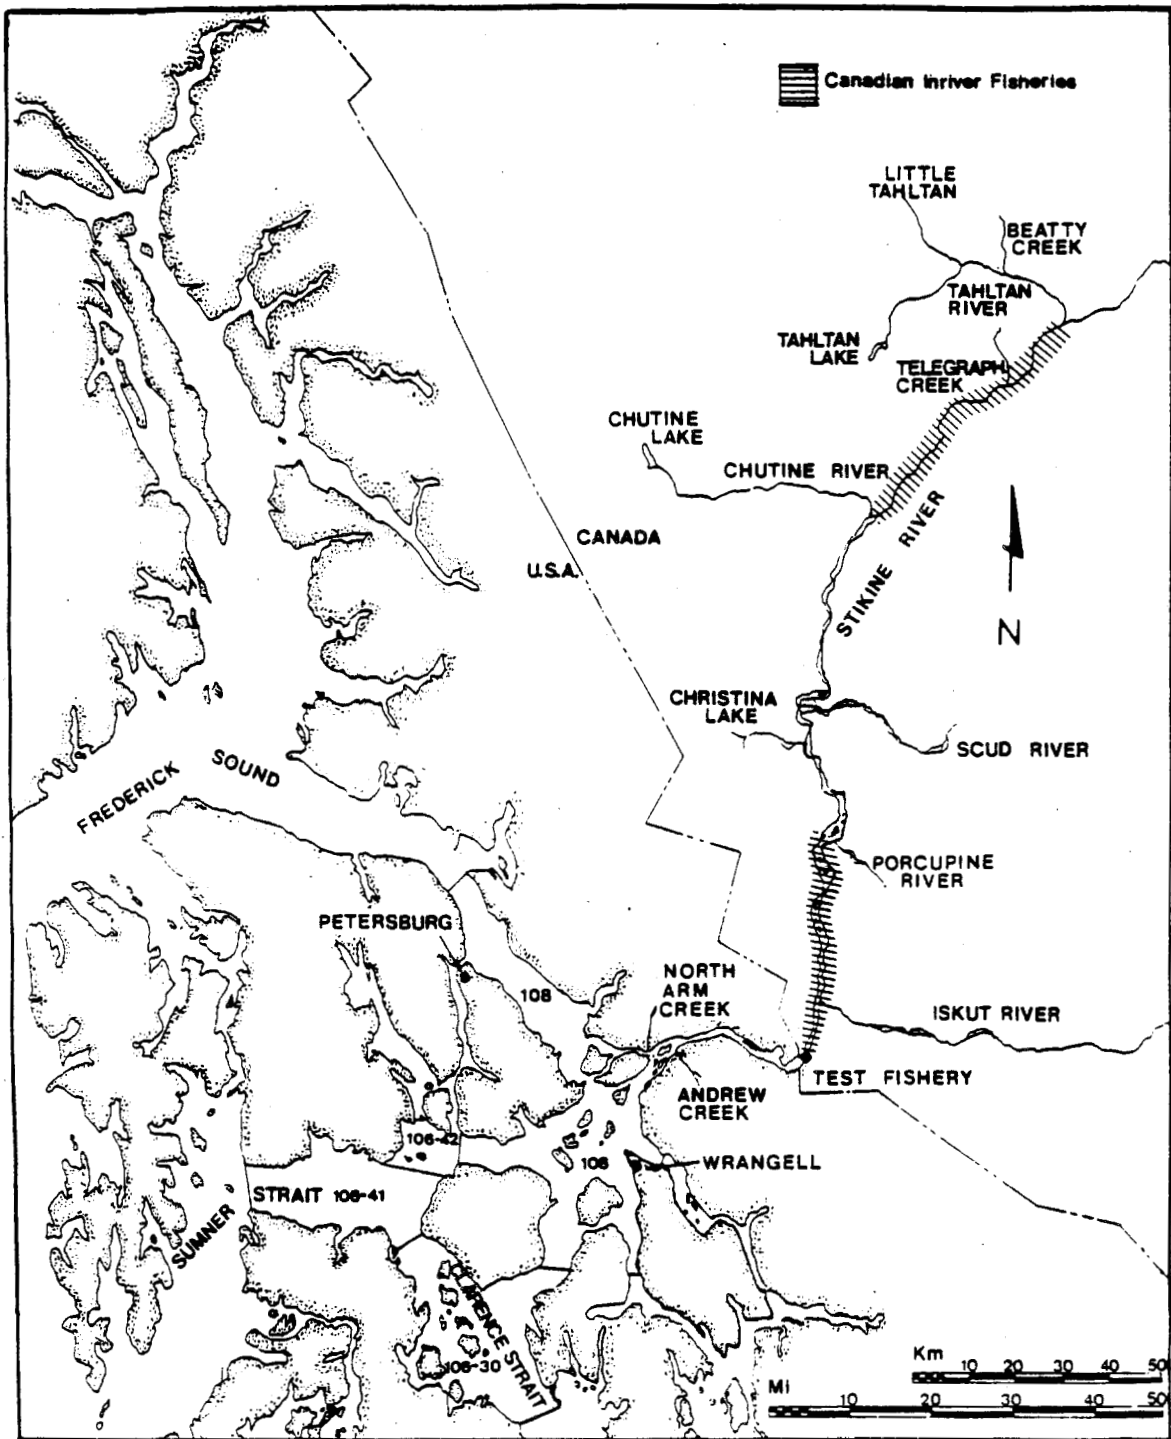 Canadian Inriver Fisheries
LITTLE
TAHLTAN
BEATTY
CREEK
TAHLTAN
RIVER
TAHLTAN
LAKE
TELEGRAPH
CREEK
CHUTINE
LAKE
CHUTINE RIVER
STIKINE RIVER
CANADA
U.S.A.
N
CHRISTINA
LAKE
SCUD RIVER
FREDERICK SOUND
PORCUPINE
RIVER
PETERSBURG
108
NORTH
ARM
CREEK
ISKUT RIVER
TEST FISHERY
ANDREW
CREEK
106-42
108
WRANGELL
SUMNER STRAIT 106-41
CLARENCE STRAIT
106-30
Km
10 20 30 40 50
Mi
10 20 30 40 50